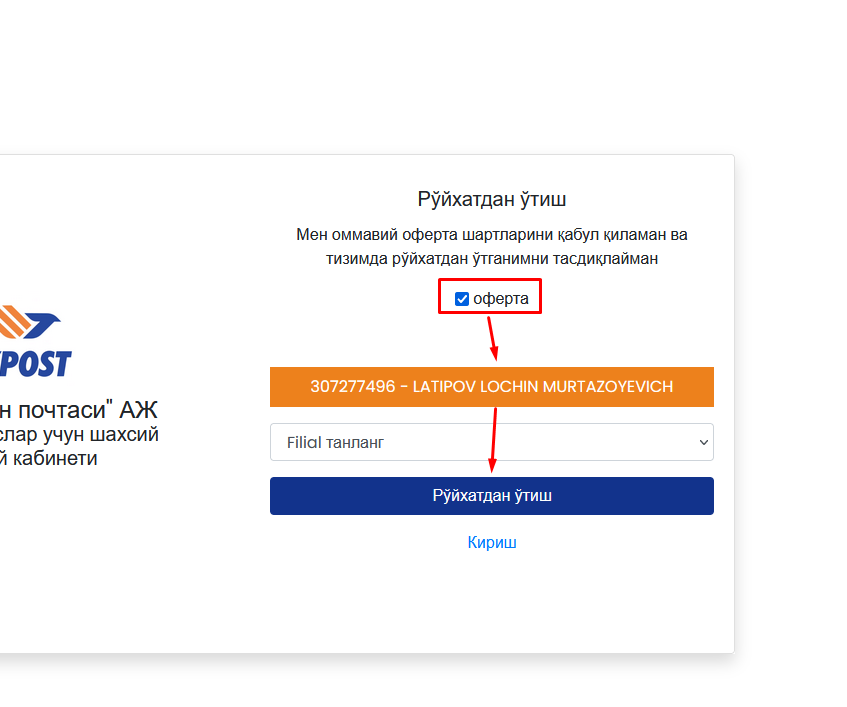 Рўйхатдан ўтиш
Мен оммавий оферта шартларини қабул қиламан ва
тизимда рўйхатдан ўтганимни тасдиқлайман
оферта
POST
307277496 - LATIPOV LOCHIN MURTAZOYEVICH
н почтаси" АЖ
слар учун шахсий
й кабинети
Filial танланг
Рўйхатдан ўтиш
Кириш